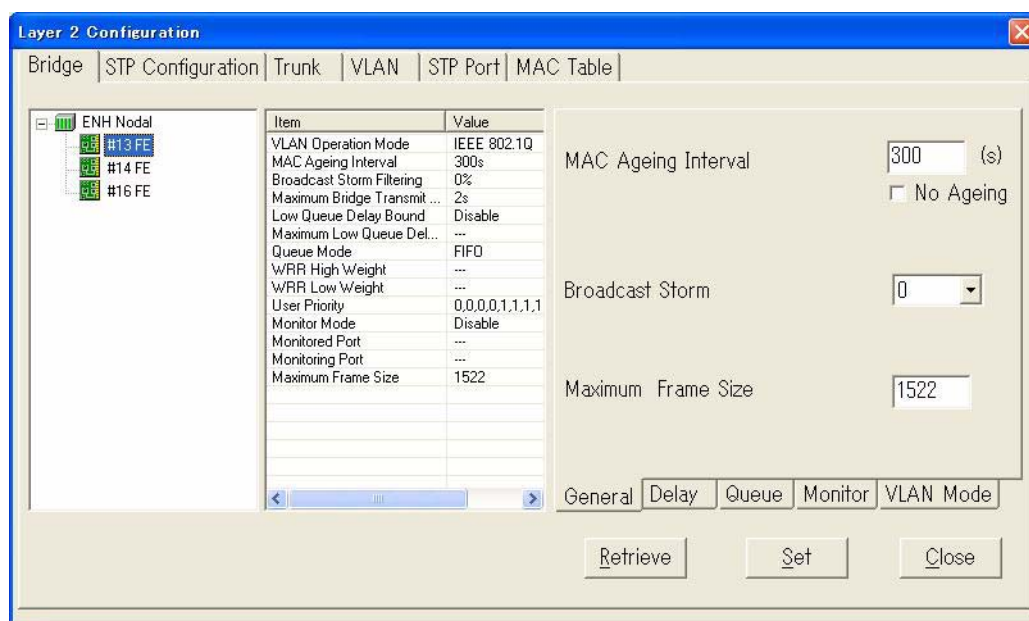 Layer 2 Configuration
Bridge STP Configuration Trunk VLAN STP Port MAC Table
ENH Nodal
#13 FE
#14 FE
#16 FE
Item Value
VLAN Operation Mode IEEE 802.1Q
MAC Ageing Interval 300s
Broadcast Storm Filtering 0%
Maximum Bridge Transmit ... 2s
Low Queue Delay Bound Disable
Maximum Low Queue Del... ---
Queue Mode FIFO
WRR High Weight ---
WRR Low Weight ---
User Priority 0,0,0,0,1,1,1,1
Monitor Mode Disable
Monitored Port ---
Monitoring Port ---
Maximum Frame Size 1522
MAC Ageing Interval 300 (s)
No Ageing
Broadcast Storm 0
Maximum Frame Size 1522
General Delay Queue Monitor VLAN Mode
Retrieve Set Close